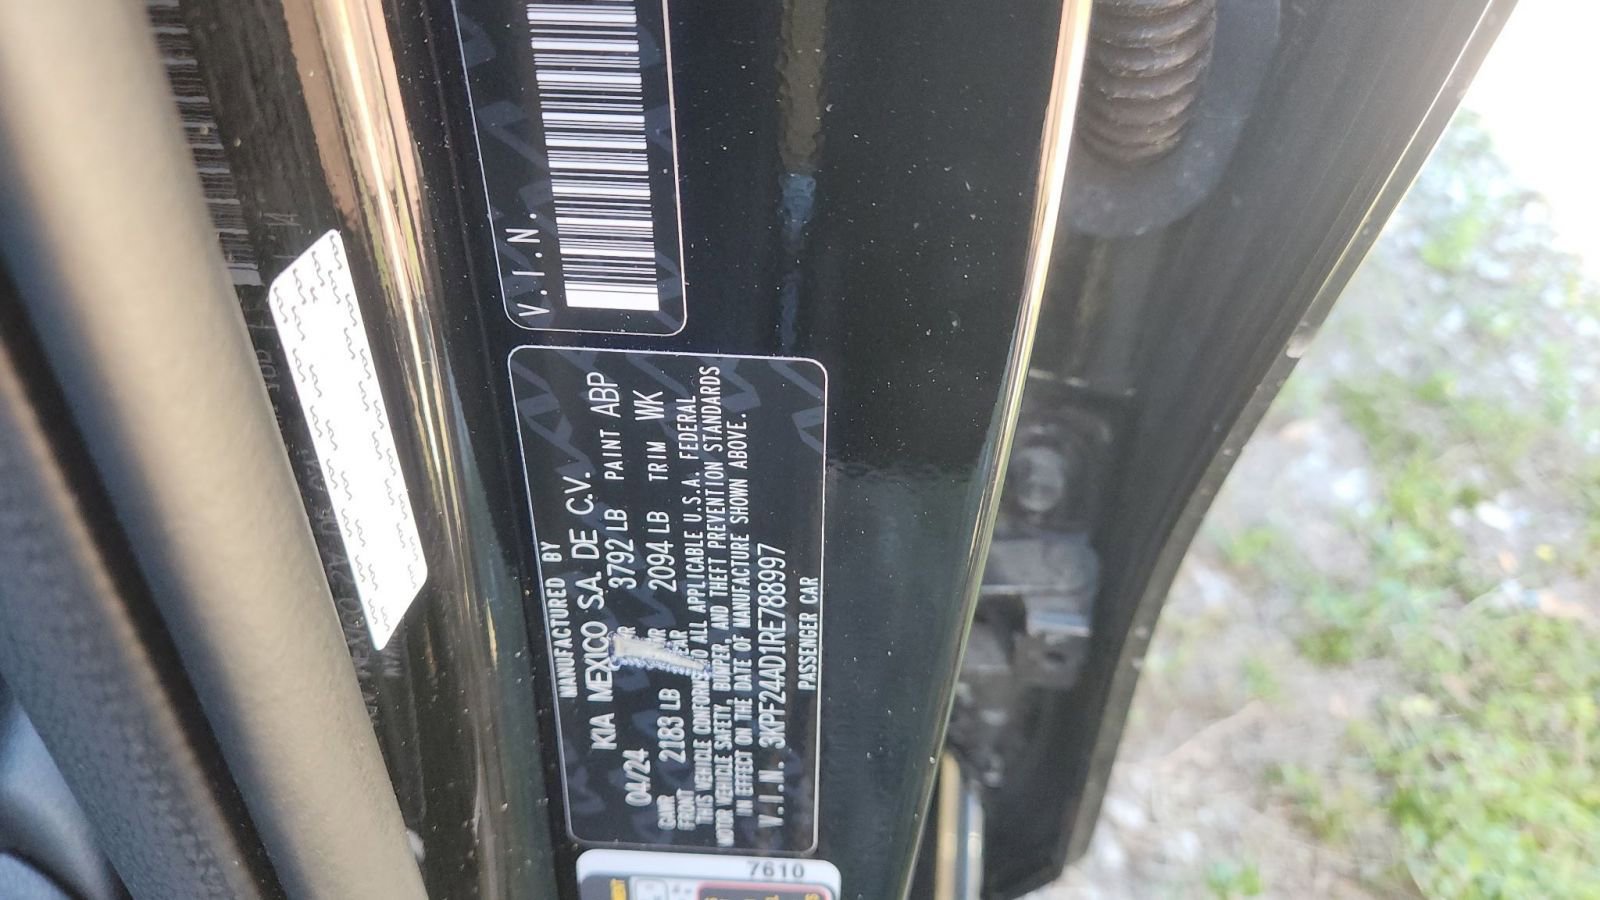 V.I.N.
MANUFACTURED BY
KIA MEXICO S.A. DE C.V.
04/24 3792 LB PAINT ABP
GAWR FRONT 2183 LB 2094 LB TRIM WK
THIS VEHICLE CONFORMS ALL APPLICABLE U.S.A. FEDERAL
MOTOR VEHICLE SAFETY, BUMPER, AND THEFT PREVENTION STANDARDS
IN EFFECT ON THE DATE OF MANUFACTURE SHOWN ABOVE.
V.I.N. 3KPF24AD1RE788997
PASSENGER CAR
7610